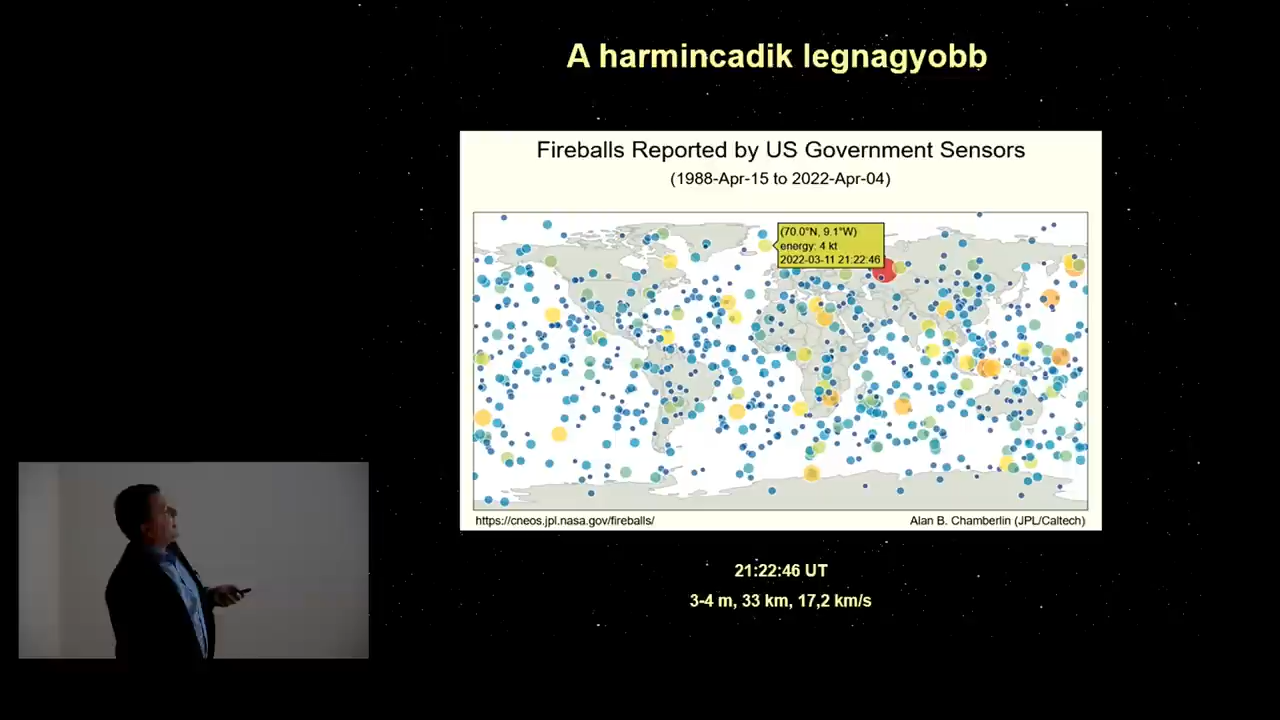 A harmincadik legnagyobb
Fireballs Reported by US Government Sensors
(1988-Apr-15 to 2022-Apr-04)
(70.0°N, 9.1°W)
energy: 4 kt
2022-03-11 21:22:46
https://cneos.jpl.nasa.gov/fireballs/
Alan B. Chamberlin (JPL/Caltech)
21:22:46 UT
3-4 m, 33 km, 17,2 km/s